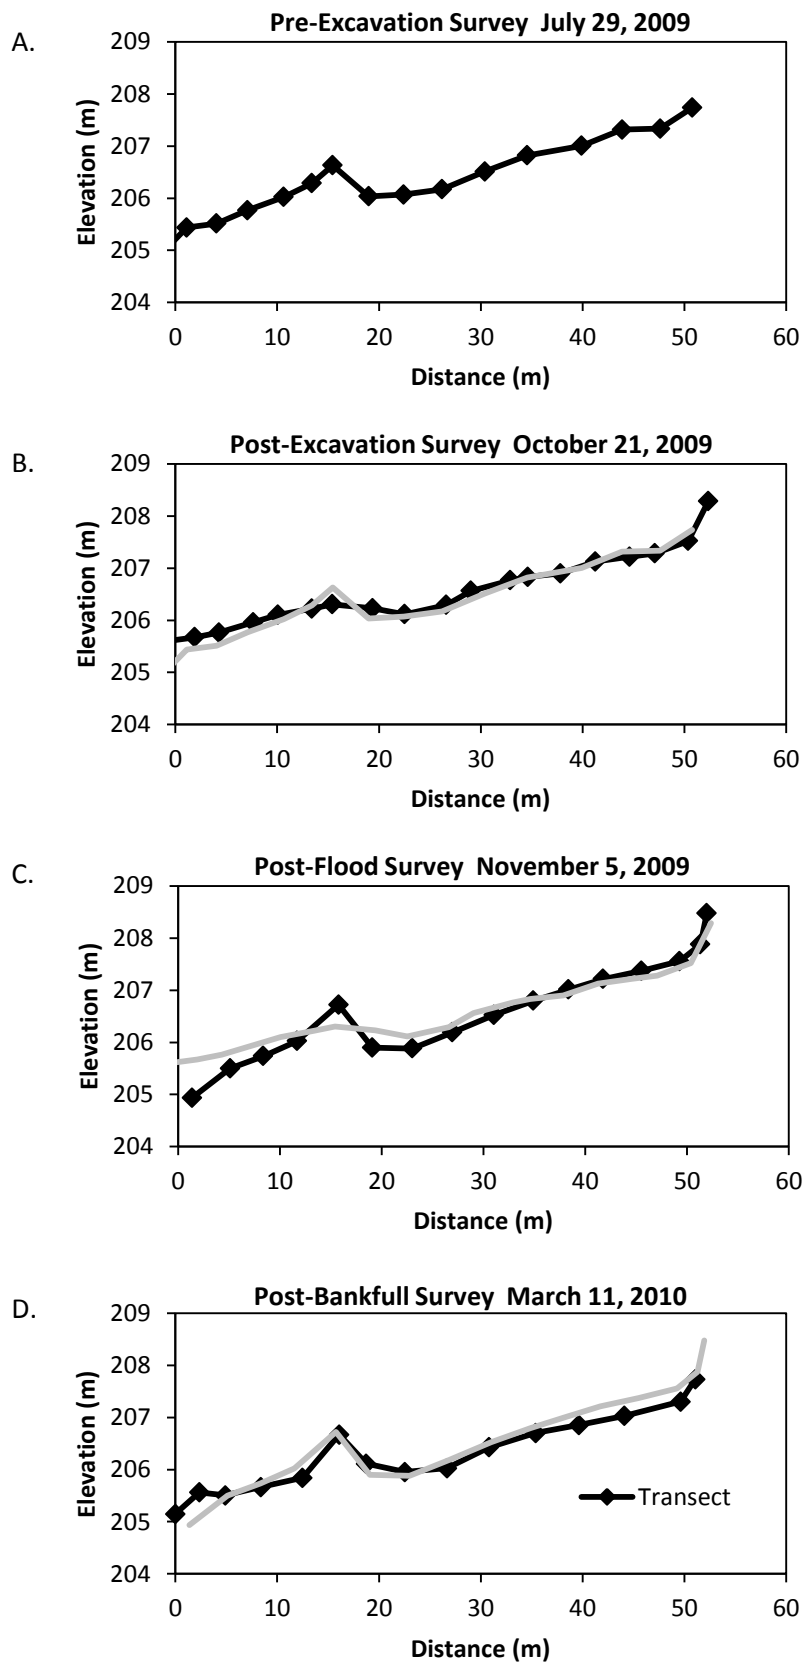 A.
Pre-Excavation Survey July 29, 2009
209
208
207
206
205
204
Elevation (m)
0 10 20 30 40 50 60
Distance (m)
B.
Post-Excavation Survey October 21, 2009
209
208
207
206
205
204
Elevation (m)
0 10 20 30 40 50 60
Distance (m)
C.
Post-Flood Survey November 5, 2009
209
208
207
206
205
204
Elevation (m)
0 10 20 30 40 50 60
Distance (m)
D.
Post-Bankfull Survey March 11, 2010
209
208
207
206
205
204
Elevation (m)
Transect
0 10 20 30 40 50 60
Distance (m)